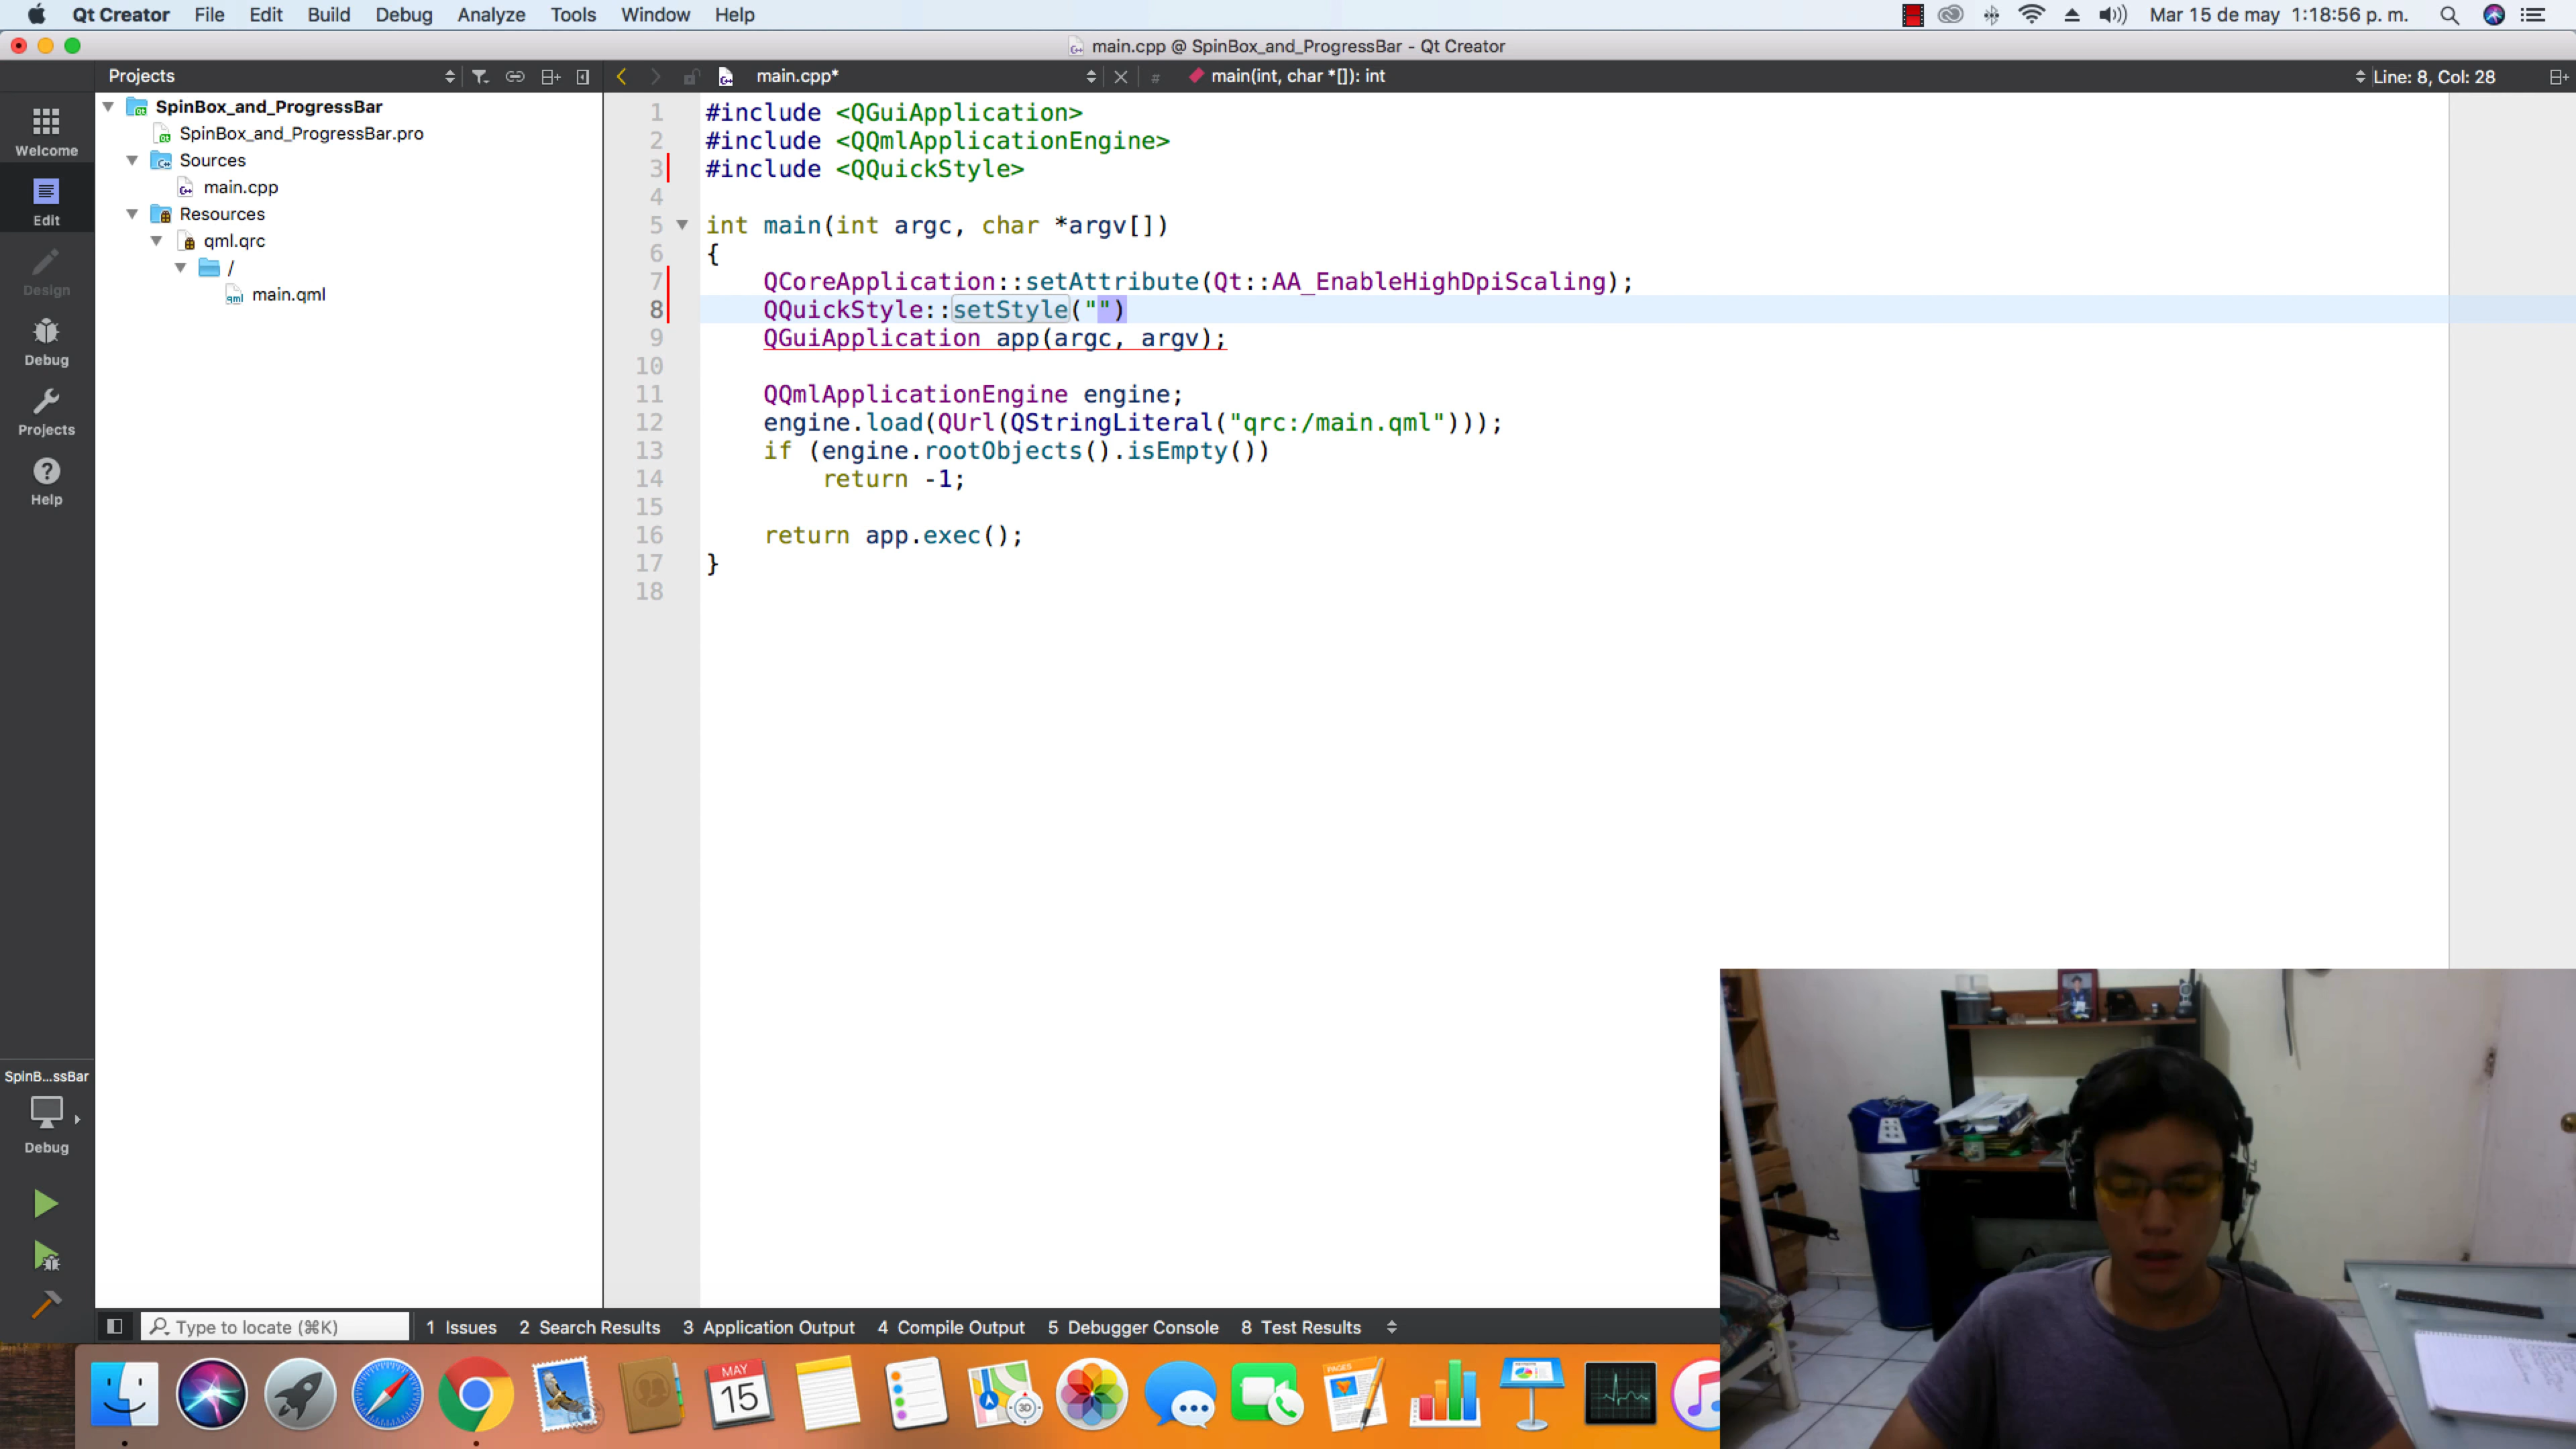 Qt Creator File Edit Build Debug Analyze Tools Window Help Mar 15 de may 1:18:56 p. m.
main.cpp @ SpinBox_and_ProgressBar - Qt Creator
Projects main.cpp* # main(int, char *[]): int Line: 8, Col: 28
SpinBox_and_ProgressBar
SpinBox_and_ProgressBar.pro
Sources
main.cpp
Resources
qml.qrc
/
main.qml
Welcome
Edit
Design
Debug
Projects
Help
1 #include <QGuiApplication>
2 #include <QQmlApplicationEngine>
3 #include <QQuickStyle>
4
5 int main(int argc, char *argv[])
6 {
7 QCoreApplication::setAttribute(Qt::AA_EnableHighDpiScaling);
8 QQuickStyle::setStyle("")
9 QGuiApplication app(argc, argv);
10
11 QQmlApplicationEngine engine;
12 engine.load(QUrl(QStringLiteral("qrc:/main.qml")));
13 if (engine.rootObjects().isEmpty())
14 return -1;
15
16 return app.exec();
17 }
18
SpinB...ssBar
Debug
Type to locate (⌘K) 1 Issues 2 Search Results 3 Application Output 4 Compile Output 5 Debugger Console 8 Test Results
MAY
15
3D
PAGES